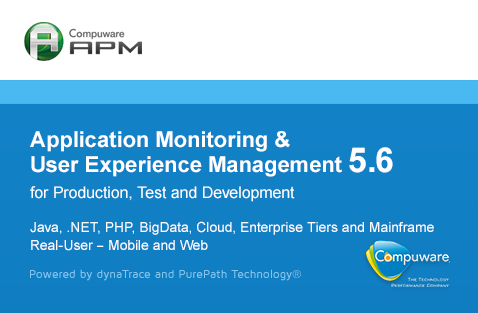 Compuware
APM
Application Monitoring &
User Experience Management 5.6
for Production, Test and Development
Java, .NET, PHP, BigData, Cloud, Enterprise Tiers and Mainframe
Real-User – Mobile and Web
Powered by dynaTrace and PurePath Technology®
Compuware
The Technology
Performance Company